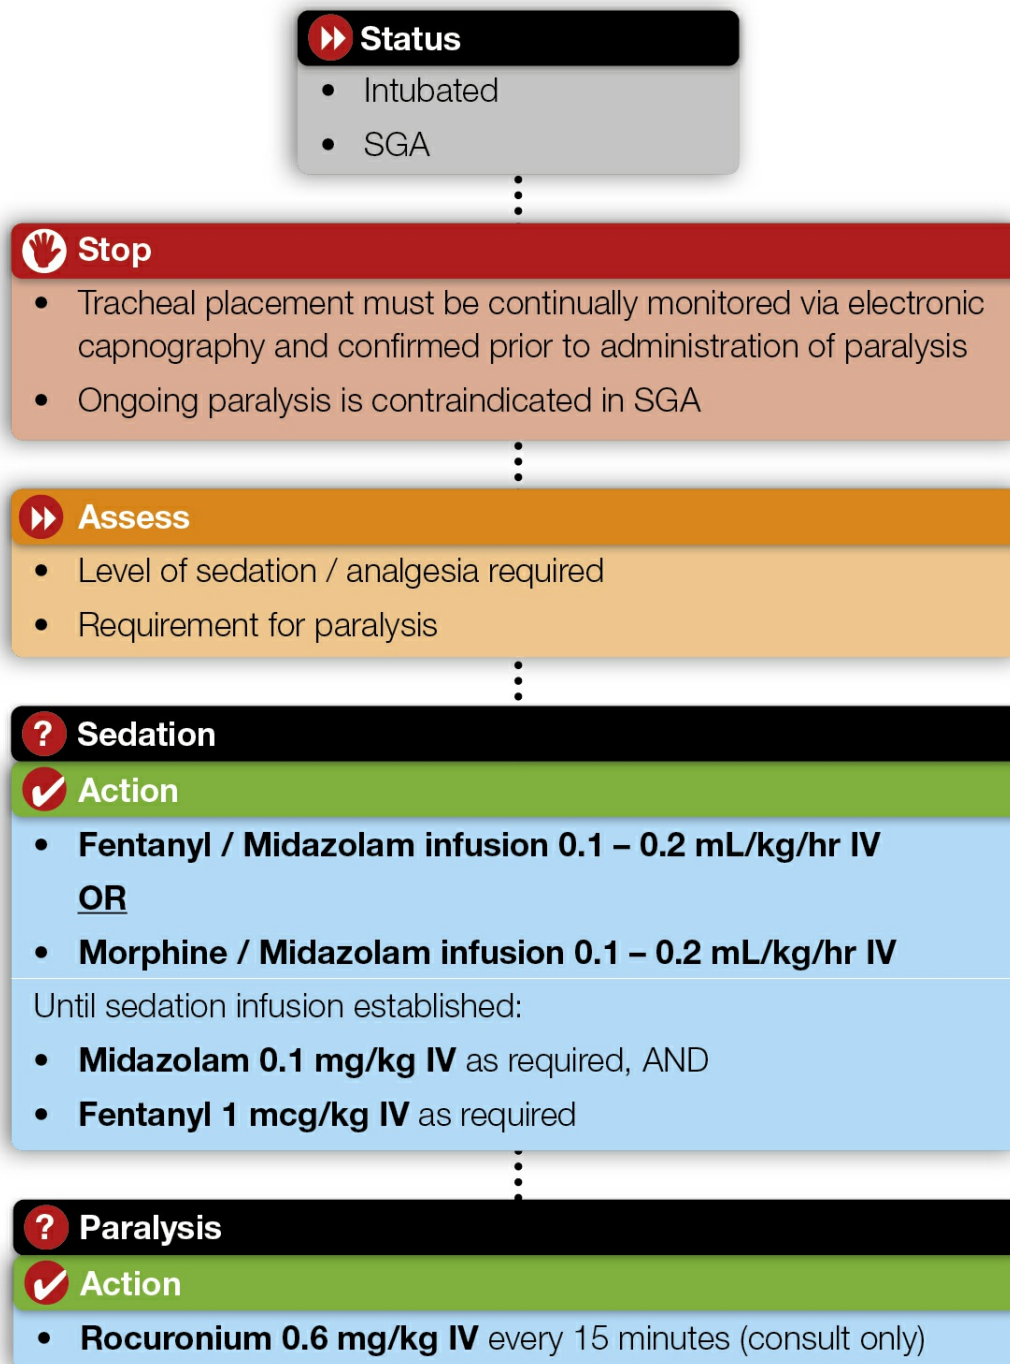 Status
• Intubated
• SGA
Stop
• Tracheal placement must be continually monitored via electronic
capnography and confirmed prior to administration of paralysis
• Ongoing paralysis is contraindicated in SGA
Assess
• Level of sedation / analgesia required
• Requirement for paralysis
? Sedation
Action
• Fentanyl / Midazolam infusion 0.1 – 0.2 mL/kg/hr IV
OR
• Morphine / Midazolam infusion 0.1 – 0.2 mL/kg/hr IV
Until sedation infusion established:
• Midazolam 0.1 mg/kg IV as required, AND
• Fentanyl 1 mcg/kg IV as required
? Paralysis
Action
• Rocuronium 0.6 mg/kg IV every 15 minutes (consult only)